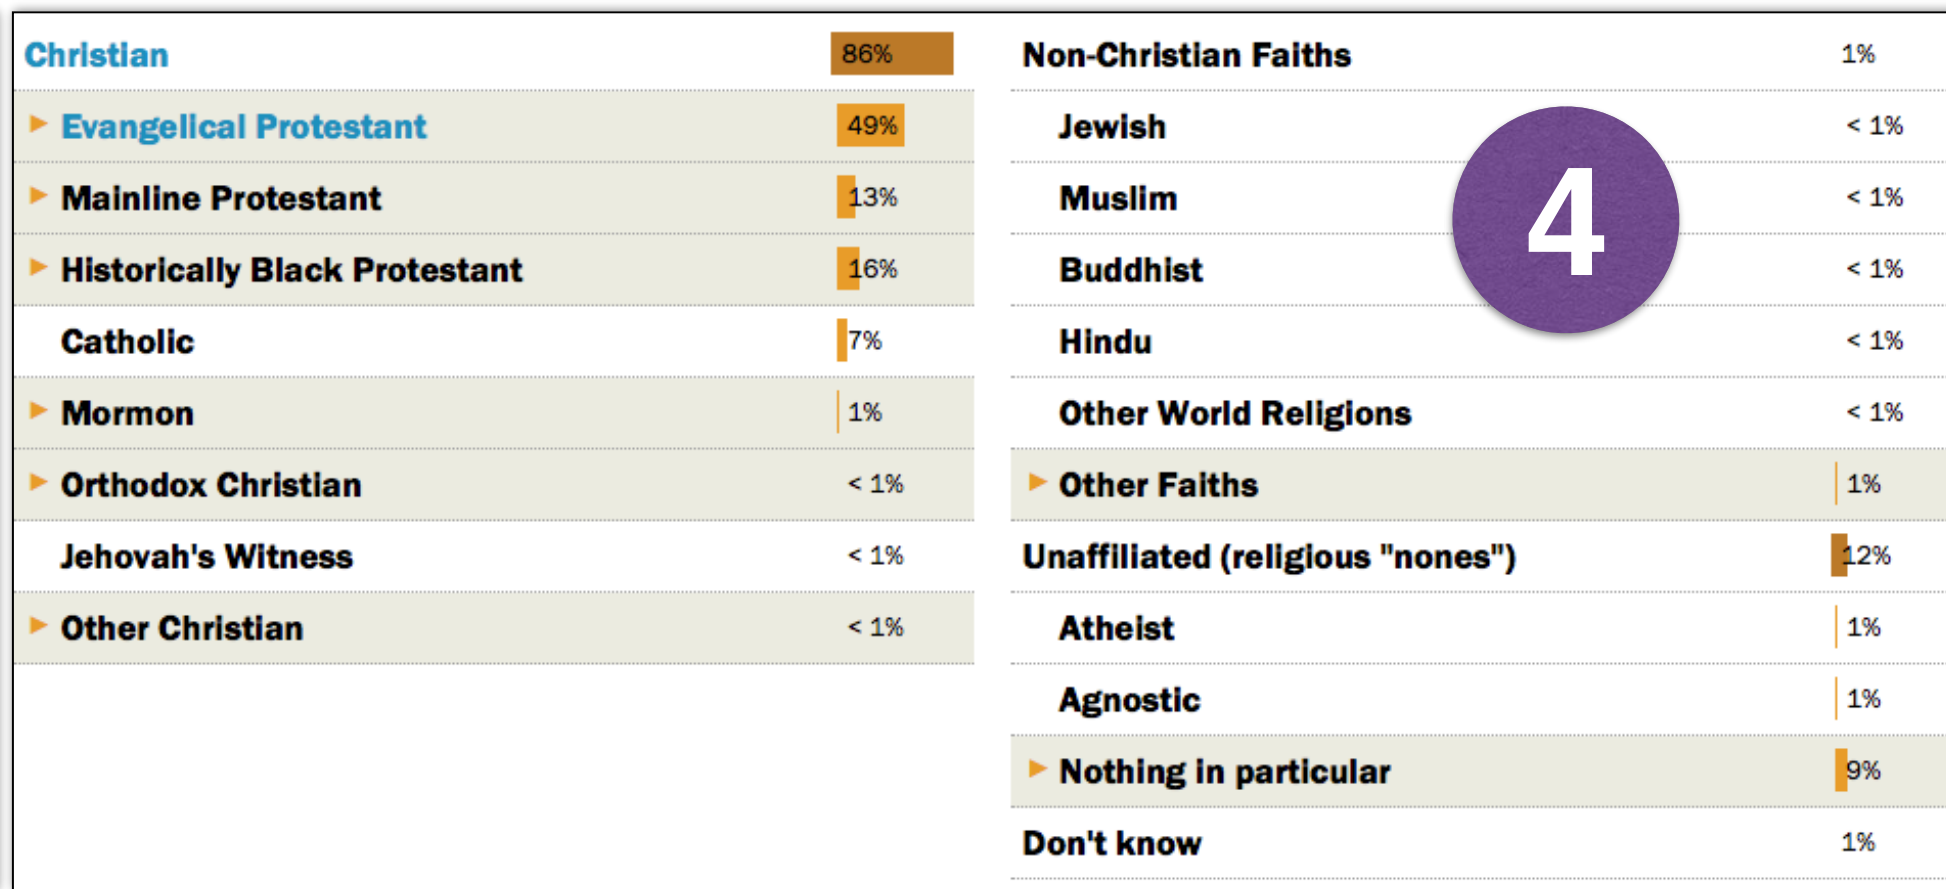 Christian 86%
Evangelical Protestant 49%
Mainline Protestant 13%
Historically Black Protestant 16%
Catholic 7%
Mormon 1%
Orthodox Christian < 1%
Jehovah's Witness < 1%
Other Christian < 1%
Non-Christian Faiths 1%
Jewish < 1%
Muslim < 1%
Buddhist < 1%
Hindu < 1%
Other World Religions < 1%
Other Faiths 1%
Unaffiliated (religious "nones") 12%
Atheist 1%
Agnostic 1%
Nothing in particular 9%
Don't know 1%
4